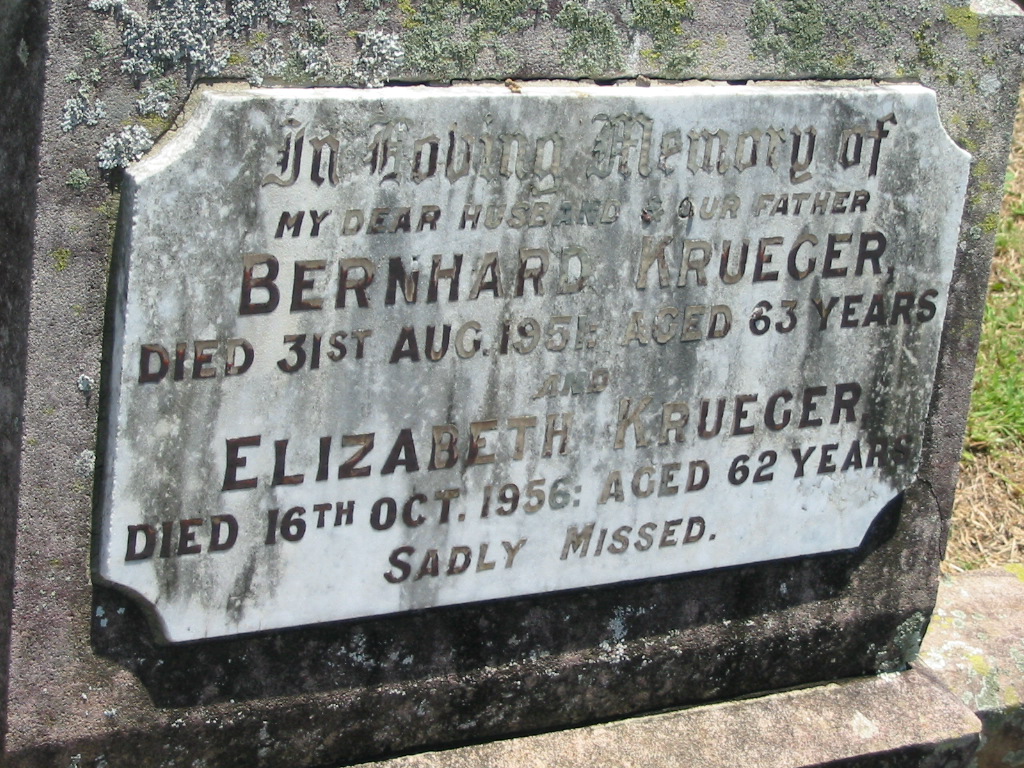 In Loving Memory of
MY DEAR HUSBAND & OUR FATHER
BERNHARD KRUEGER,
DIED 31ST AUG. 1951: AGED 63 YEARS
AND
ELIZABETH KRUEGER,
DIED 16TH OCT. 1956: AGED 62 YEARS
SADLY MISSED.